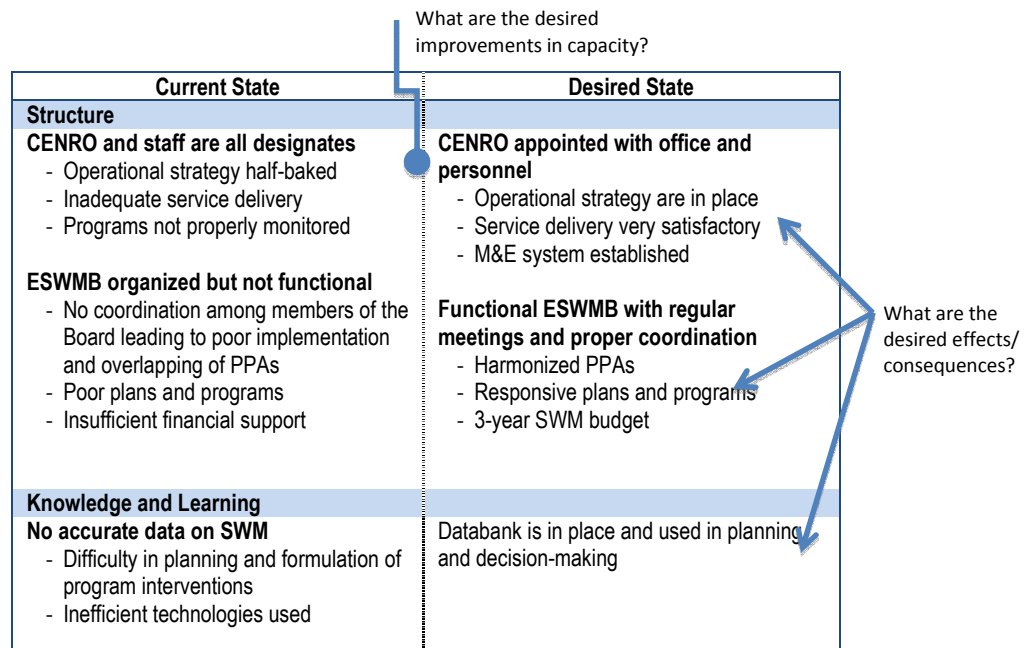 What are the desired
improvements in capacity?
Current State
Desired State
Structure
CENRO and staff are all designates
- Operational strategy half-baked
- Inadequate service delivery
- Programs not properly monitored
ESWMB organized but not functional
- No coordination among members of the
Board leading to poor implementation
and overlapping of PPAs
- Poor plans and programs
- Insufficient financial support
CENRO appointed with office and
personnel
- Operational strategy are in place
- Service delivery very satisfactory
- M&E system established
Functional ESWMB with regular
meetings and proper coordination
- Harmonized PPAs
- Responsive plans and programs
- 3-year SWM budget
What are the
desired effects/
consequences?
Knowledge and Learning
No accurate data on SWM
- Difficulty in planning and formulation of
program interventions
- Inefficient technologies used
Databank is in place and used in planning
and decision-making